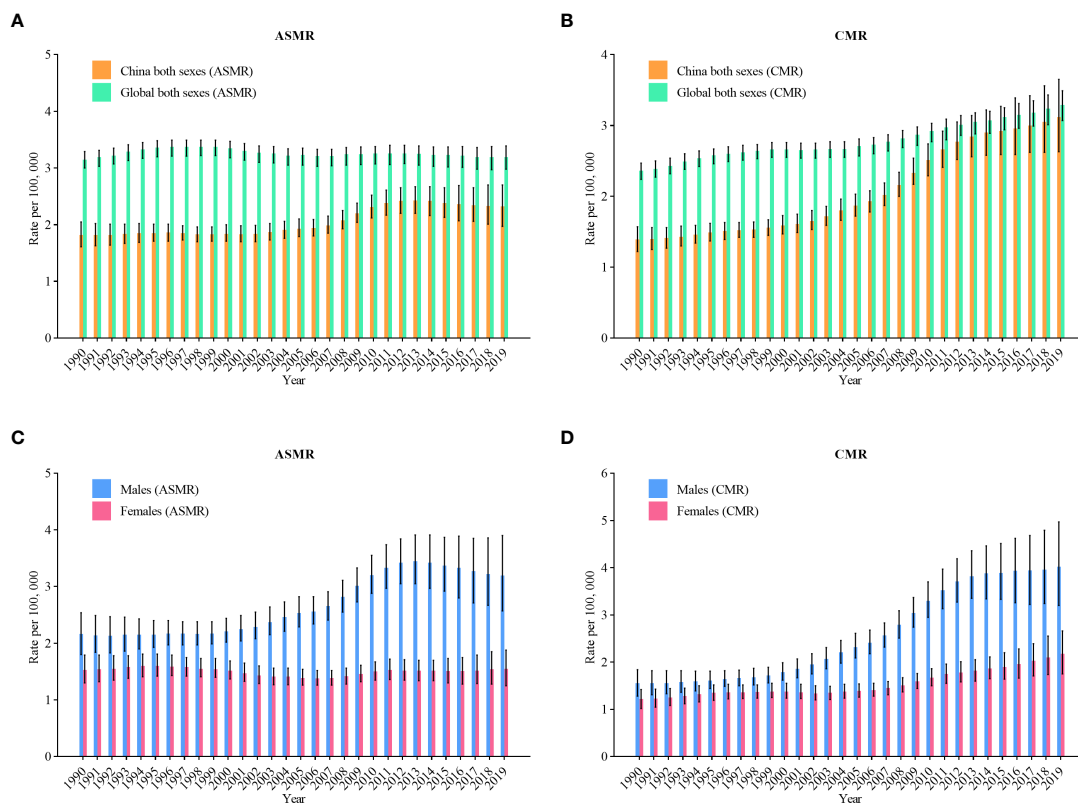 A
ASMR
China both sexes (ASMR)
Global both sexes (ASMR)
Rate per 100, 000
5
4
3
2
1
0
1990 1991 1992 1993 1994 1995 1996 1997 1998 1999 2000 2001 2002 2003 2004 2005 2006 2007 2008 2009 2010 2011 2012 2013 2014 2015 2016 2017 2018 2019
Year
B
CMR
China both sexes (CMR)
Global both sexes (CMR)
Rate per 100, 000
4
3
2
1
0
1990 1991 1992 1993 1994 1995 1996 1997 1998 1999 2000 2001 2002 2003 2004 2005 2006 2007 2008 2009 2010 2011 2012 2013 2014 2015 2016 2017 2018 2019
Year
C
ASMR
Males (ASMR)
Females (ASMR)
Rate per 100, 000
5
4
3
2
1
0
1990 1991 1992 1993 1994 1995 1996 1997 1998 1999 2000 2001 2002 2003 2004 2005 2006 2007 2008 2009 2010 2011 2012 2013 2014 2015 2016 2017 2018 2019
Year
D
CMR
Males (CMR)
Females (CMR)
Rate per 100, 000
6
5
4
3
2
1
0
1990 1991 1992 1993 1994 1995 1996 1997 1998 1999 2000 2001 2002 2003 2004 2005 2006 2007 2008 2009 2010 2011 2012 2013 2014 2015 2016 2017 2018 2019
Year